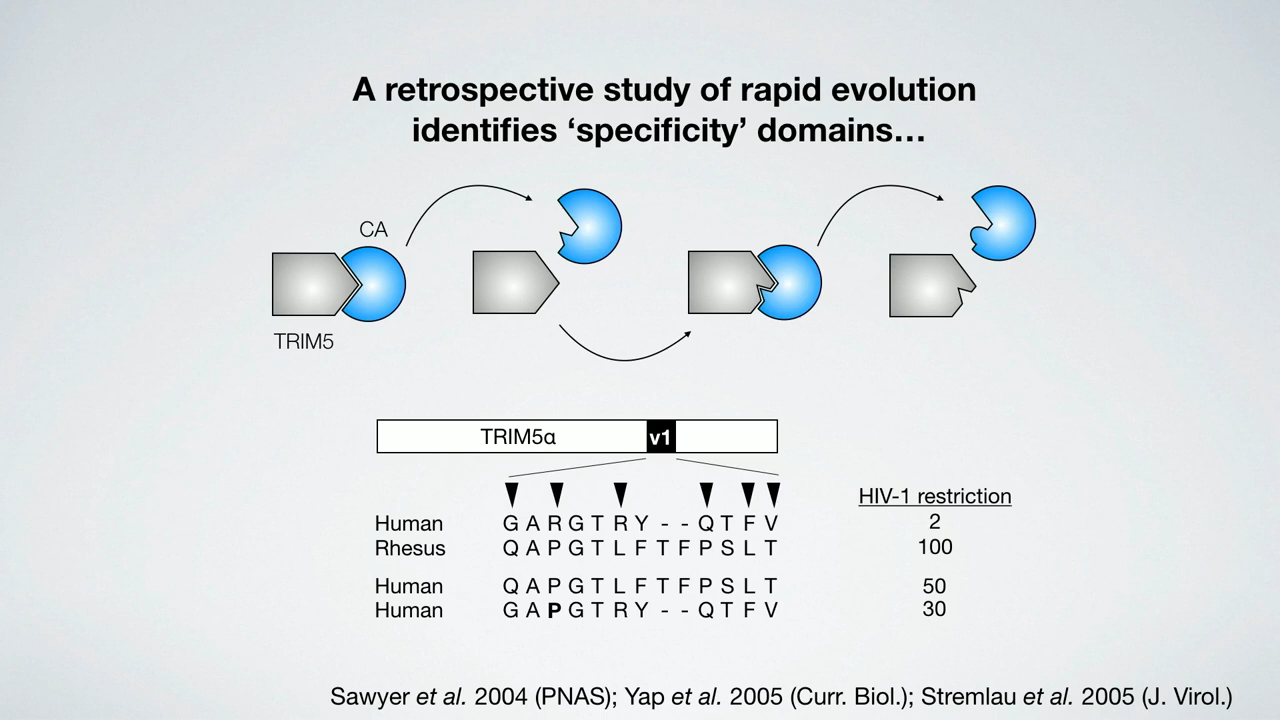 A retrospective study of rapid evolution
identifies ‘specificity’ domains…
CA
TRIM5
TRIM5α
v1
HIV-1 restriction
Human G A R G T R Y - - Q T F V 2
Rhesus Q A P G T L F T F P S L T 100
Human Q A P G T L F T F P S L T 50
Human G A P G T R Y - - Q T F V 30
Sawyer et al. 2004 (PNAS); Yap et al. 2005 (Curr. Biol.); Stremlau et al. 2005 (J. Virol.)